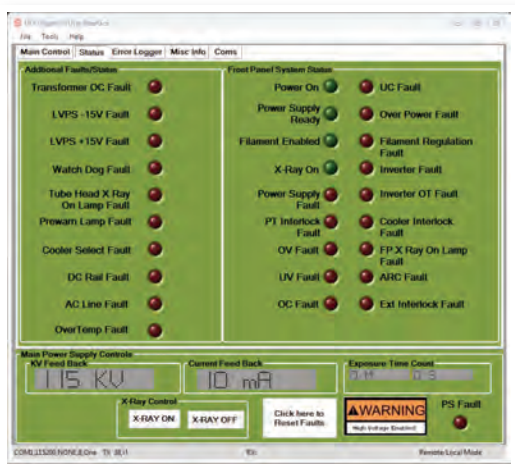 File Tools Help
Main Control Status Error Logger Misc Info Coms
Additional Faults/Status
Transformer OC Fault
LVPS -15V Fault
LVPS +15V Fault
Watch Dog Fault
Tube Head X Ray
On Lamp Fault
Prewarn Lamp Fault
Cooler Select Fault
DC Rail Fault
AC Line Fault
OverTemp Fault
Front Panel System Status
Power On
Power Supply
Ready
Filament Enabled
X-Ray On
Power Supply
Fault
PT Interlock
Fault
OV Fault
UV Fault
OC Fault
UC Fault
Over Power Fault
Filament Regulation
Fault
Inverter Fault
Inverter OT Fault
Cooler Interlock
Fault
FP X Ray On Lamp
Fault
ARC Fault
Ext Interlock Fault
Main Power Supply Controls
KV Feed Back
115 KV
Current Feed Back
10 mA
Exposure Time Count
0 M 0 S
X-Ray Control
X-RAY ON X-RAY OFF
Click here to
Reset Faults
WARNING
High Voltage Enabled
PS Fault
Remote/Local Mode